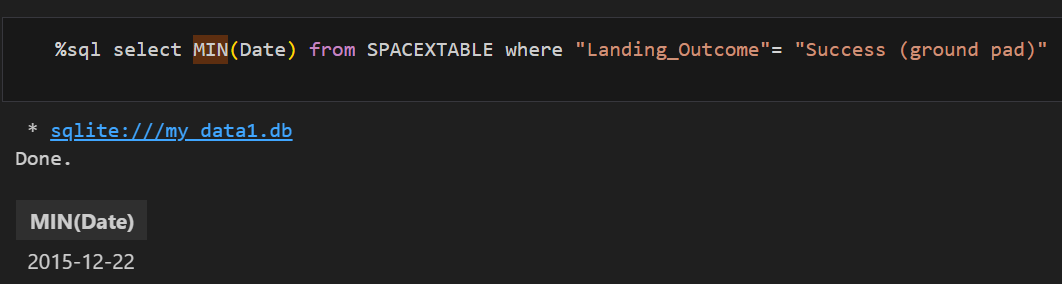 %sql select MIN(Date) from SPACEXTABLE where "Landing_Outcome"= "Success (ground pad)"
* sqlite:///my_data1.db
Done.
MIN(Date)
2015-12-22